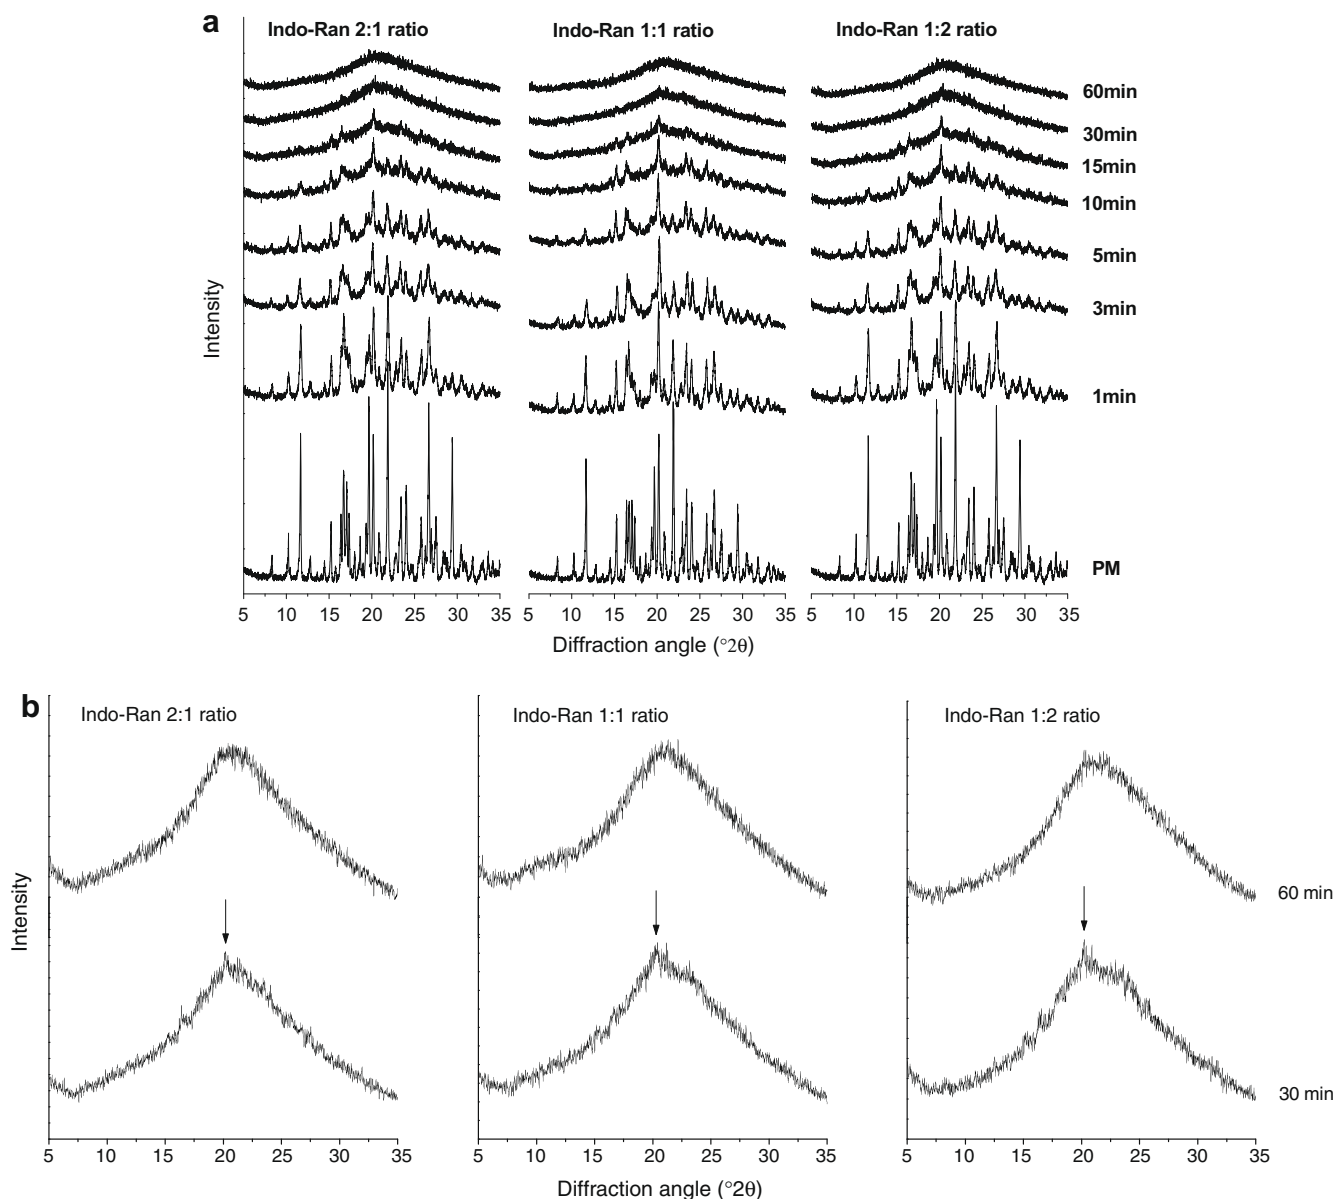 a
Indo-Ran 2:1 ratio
Indo-Ran 1:1 ratio
Indo-Ran 1:2 ratio
60min
30min
15min
10min
5min
3min
1min
PM
Intensity
5 10 15 20 25 30 35
5 10 15 20 25 30 35
5 10 15 20 25 30 35
Diffraction angle (°2θ)
b
Indo-Ran 2:1 ratio
Indo-Ran 1:1 ratio
Indo-Ran 1:2 ratio
60 min
30 min
Intensity
5 10 15 20 25 30 35
5 10 15 20 25 30 35
5 10 15 20 25 30 35
Diffraction angle (°2θ)